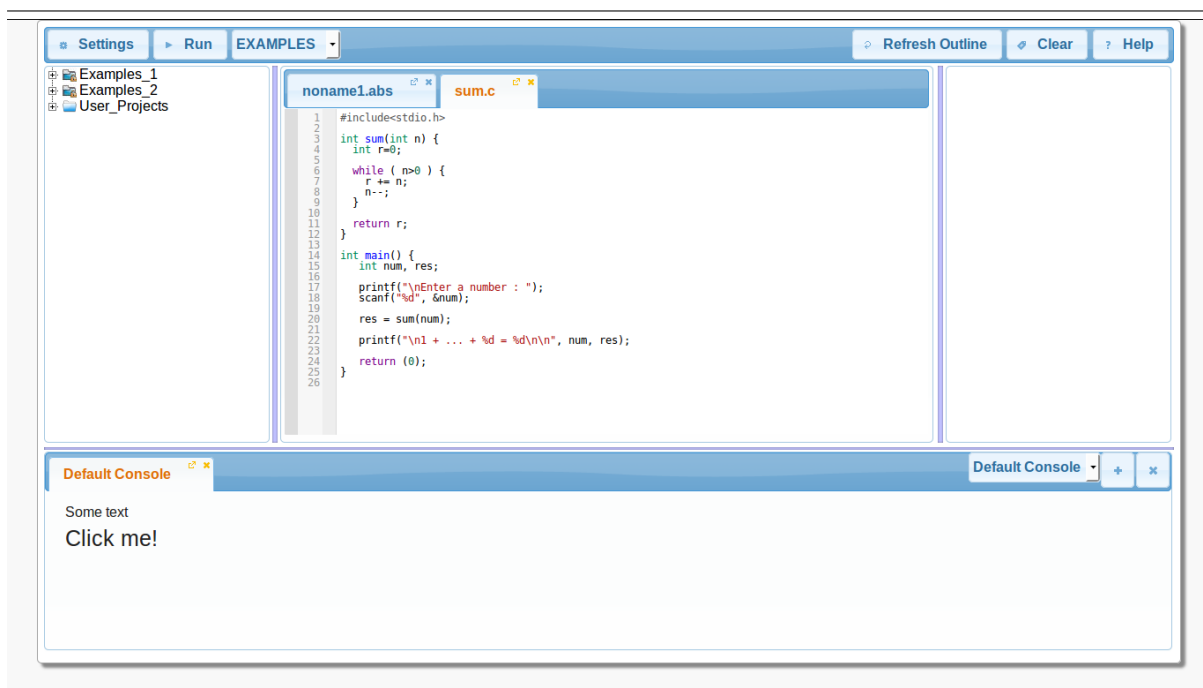 Settings Run EXAMPLES Refresh Outline Clear ? Help
Examples_1
Examples_2
User_Projects
noname1.abs sum.c
1 #include<stdio.h>
2
3 int sum(int n) {
4   int r=0;
5
6   while ( n>0 ) {
7     r += n;
8     n--;
9   }
10
11   return r;
12 }
13
14 int main() {
15    int num, res;
16
17    printf("\nEnter a number : ");
18    scanf("%d", &num);
19
20    res = sum(num);
21
22    printf("\n1 + ... + %d = %d\n\n", num, res);
23
24    return (0);
25 }
26
Default Console Default Console
Some text
Click me!